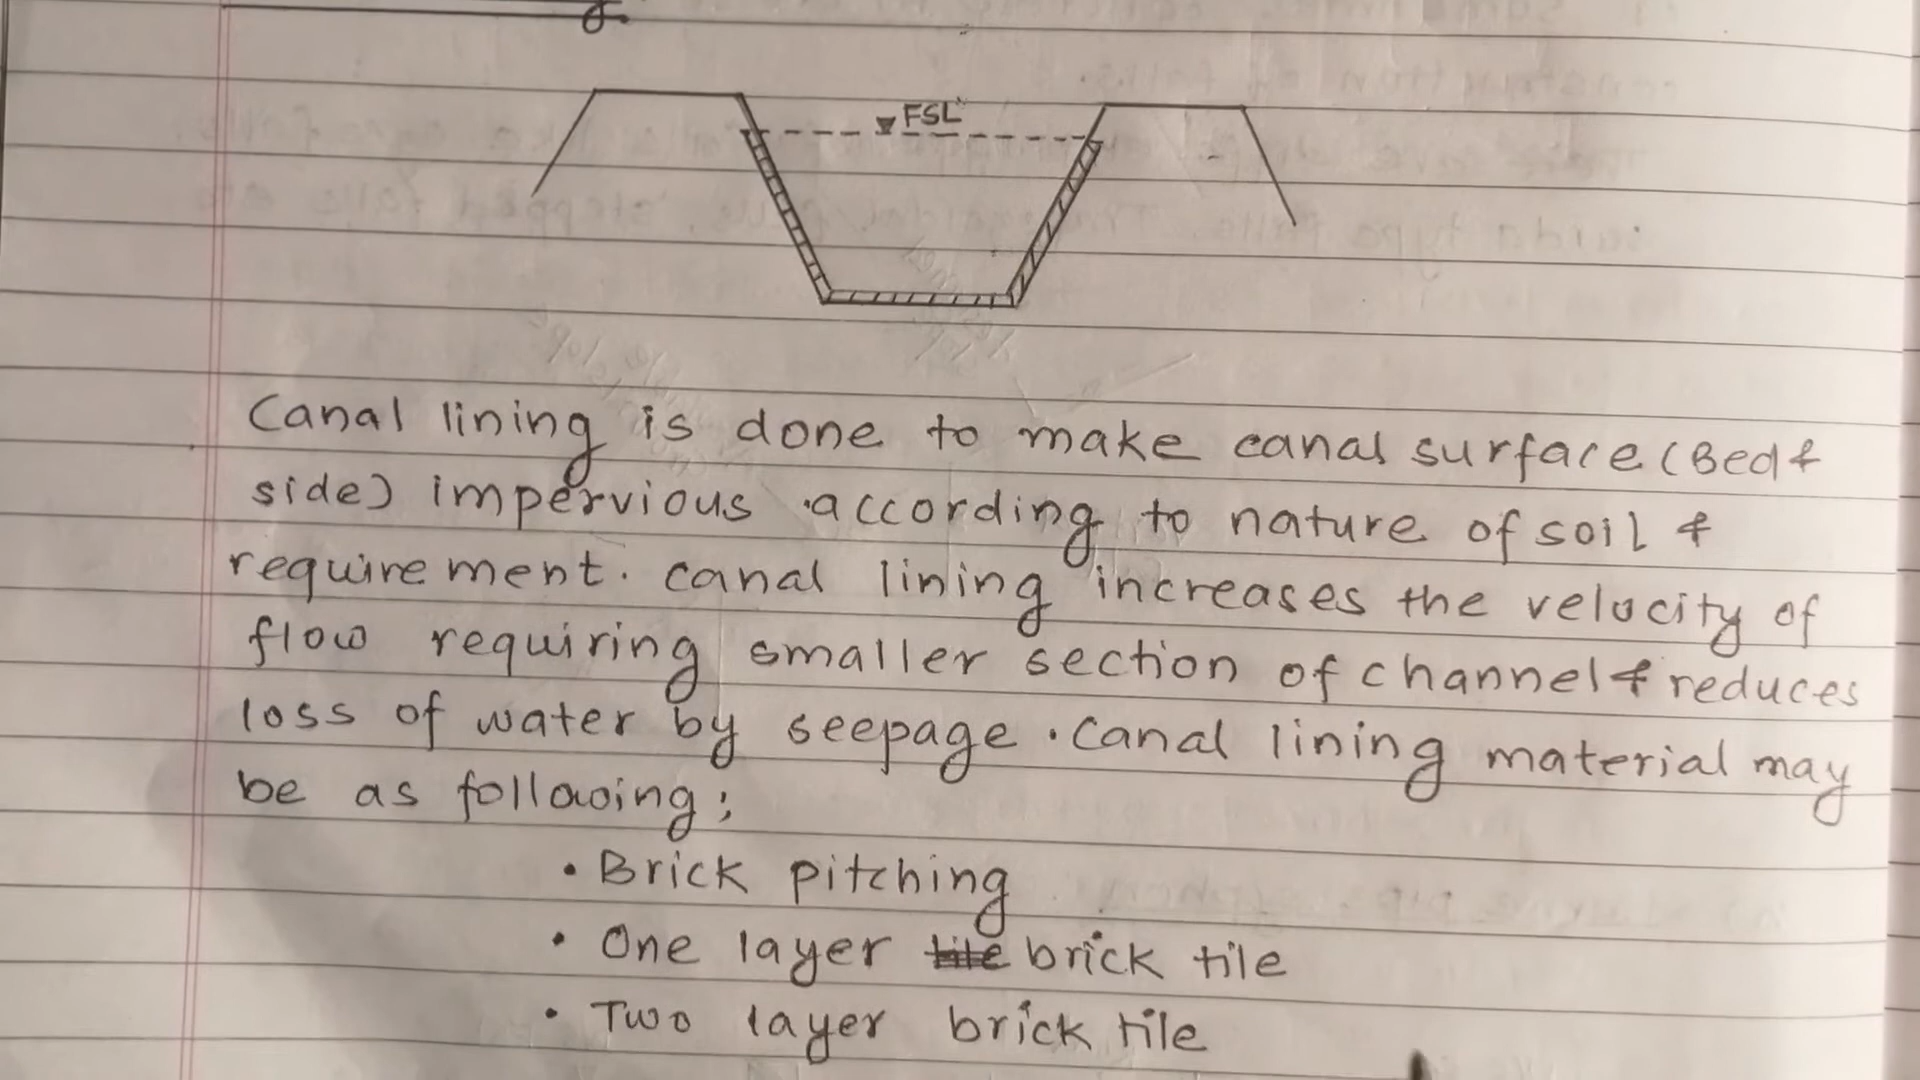 FSL
Canal lining is done to make canal surface (Bed &
side) impervious according to nature of soil &
requirement. canal lining increases the velocity of
flow requiring smaller section of channel & reduces
loss of water by seepage. Canal lining material may
be as following;
• Brick pitching
• One layer brick tile
• Two layer brick tile